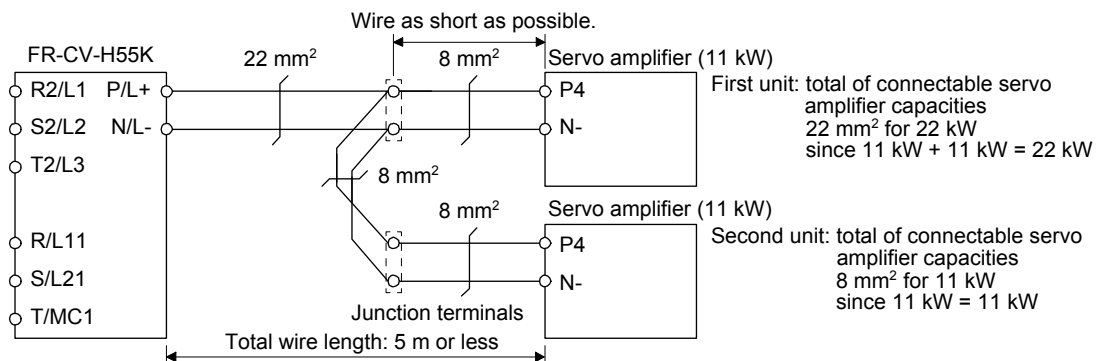 Wire as short as possible.
FR-CV-H55K
22 mm²
8 mm²
Servo amplifier (11 kW)
R2/L1
P/L+
S2/L2
N/L-
T2/L3
R/L11
S/L21
T/MC1
P4
N-
First unit: total of connectable servo
amplifier capacities
22 mm² for 22 kW
since 11 kW + 11 kW = 22 kW
8 mm²
8 mm²
Servo amplifier (11 kW)
P4
N-
Second unit: total of connectable servo
amplifier capacities
8 mm² for 11 kW
since 11 kW = 11 kW
Junction terminals
Total wire length: 5 m or less